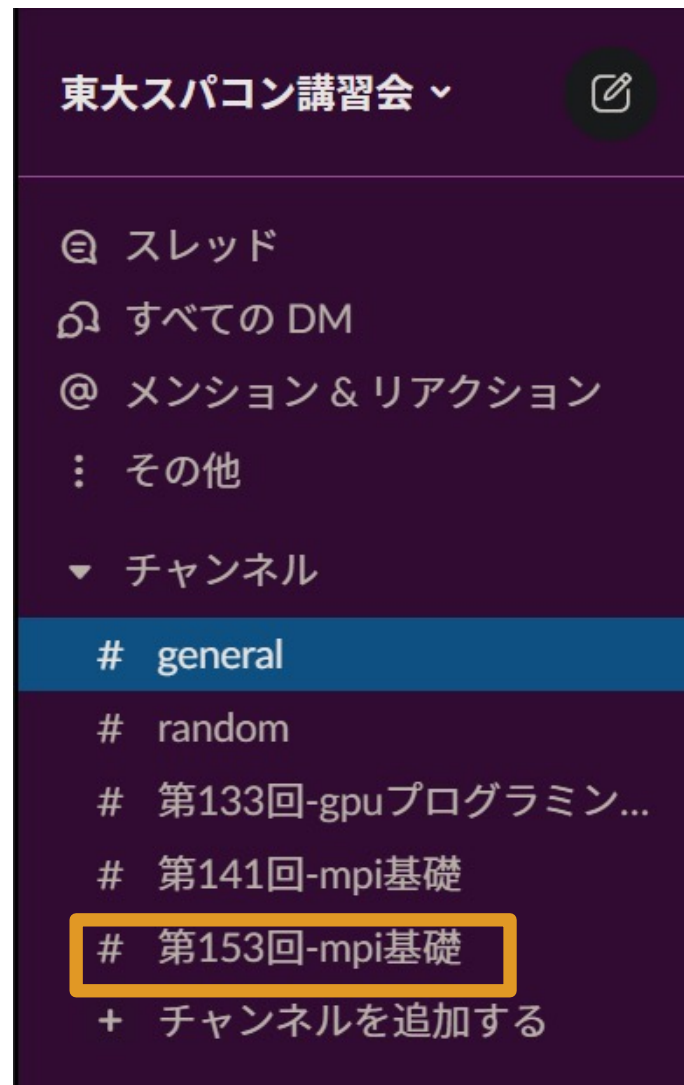 東大スパコン講習会
スレッド
すべての DM
@ メンション & リアクション
その他
チャンネル
# general
# random
# 第133回-gpuプログラミン...
# 第141回-mpi基礎
# 第153回-mpi基礎
+ チャンネルを追加する